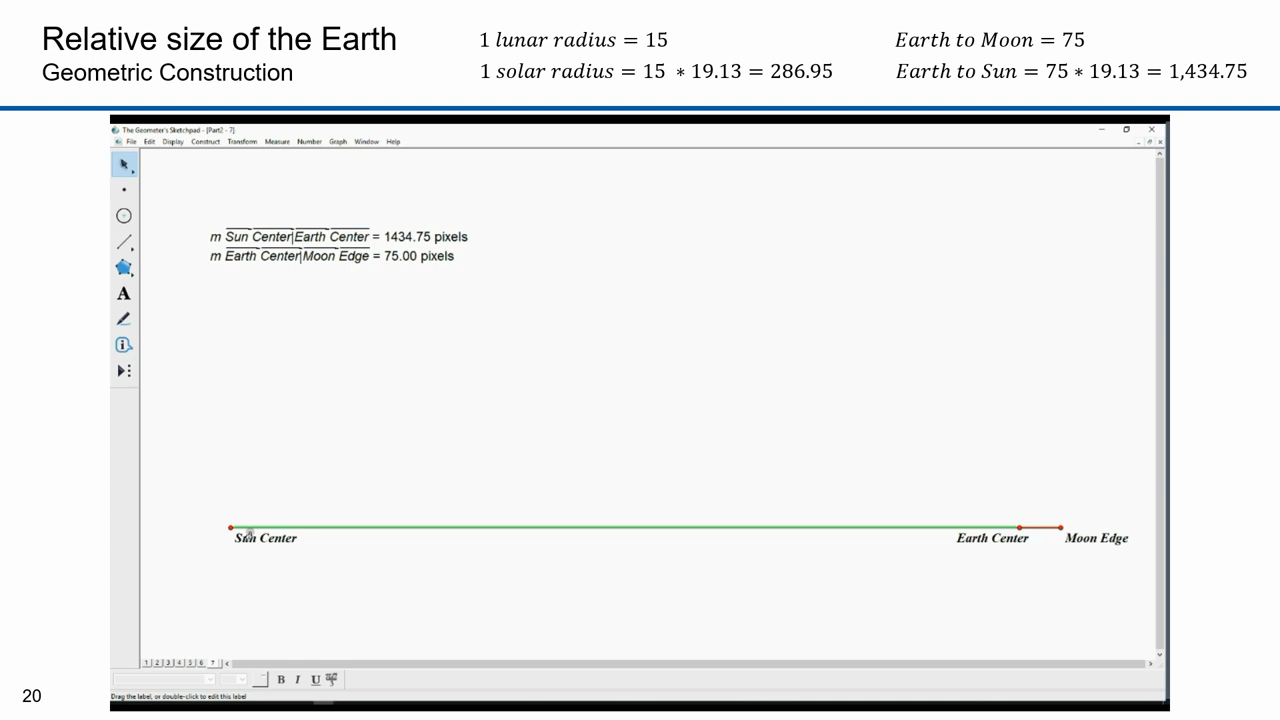 Relative size of the Earth
Geometric Construction
1 lunar radius = 15
1 solar radius = 15 * 19.13 = 286.95
Earth to Moon = 75
Earth to Sun = 75 * 19.13 = 1,434.75
The Geometer's Sketchpad - [Part2 - 7]
File Edit Display Construct Transform Measure Number Graph Window Help
A
m Sun Center Earth Center = 1434.75 pixels
m Earth Center Moon Edge = 75.00 pixels
Sun Center
Earth Center
Moon Edge
1 2 3 4 5 6 7
B I U
Drag the label, or double-click to edit this label
20